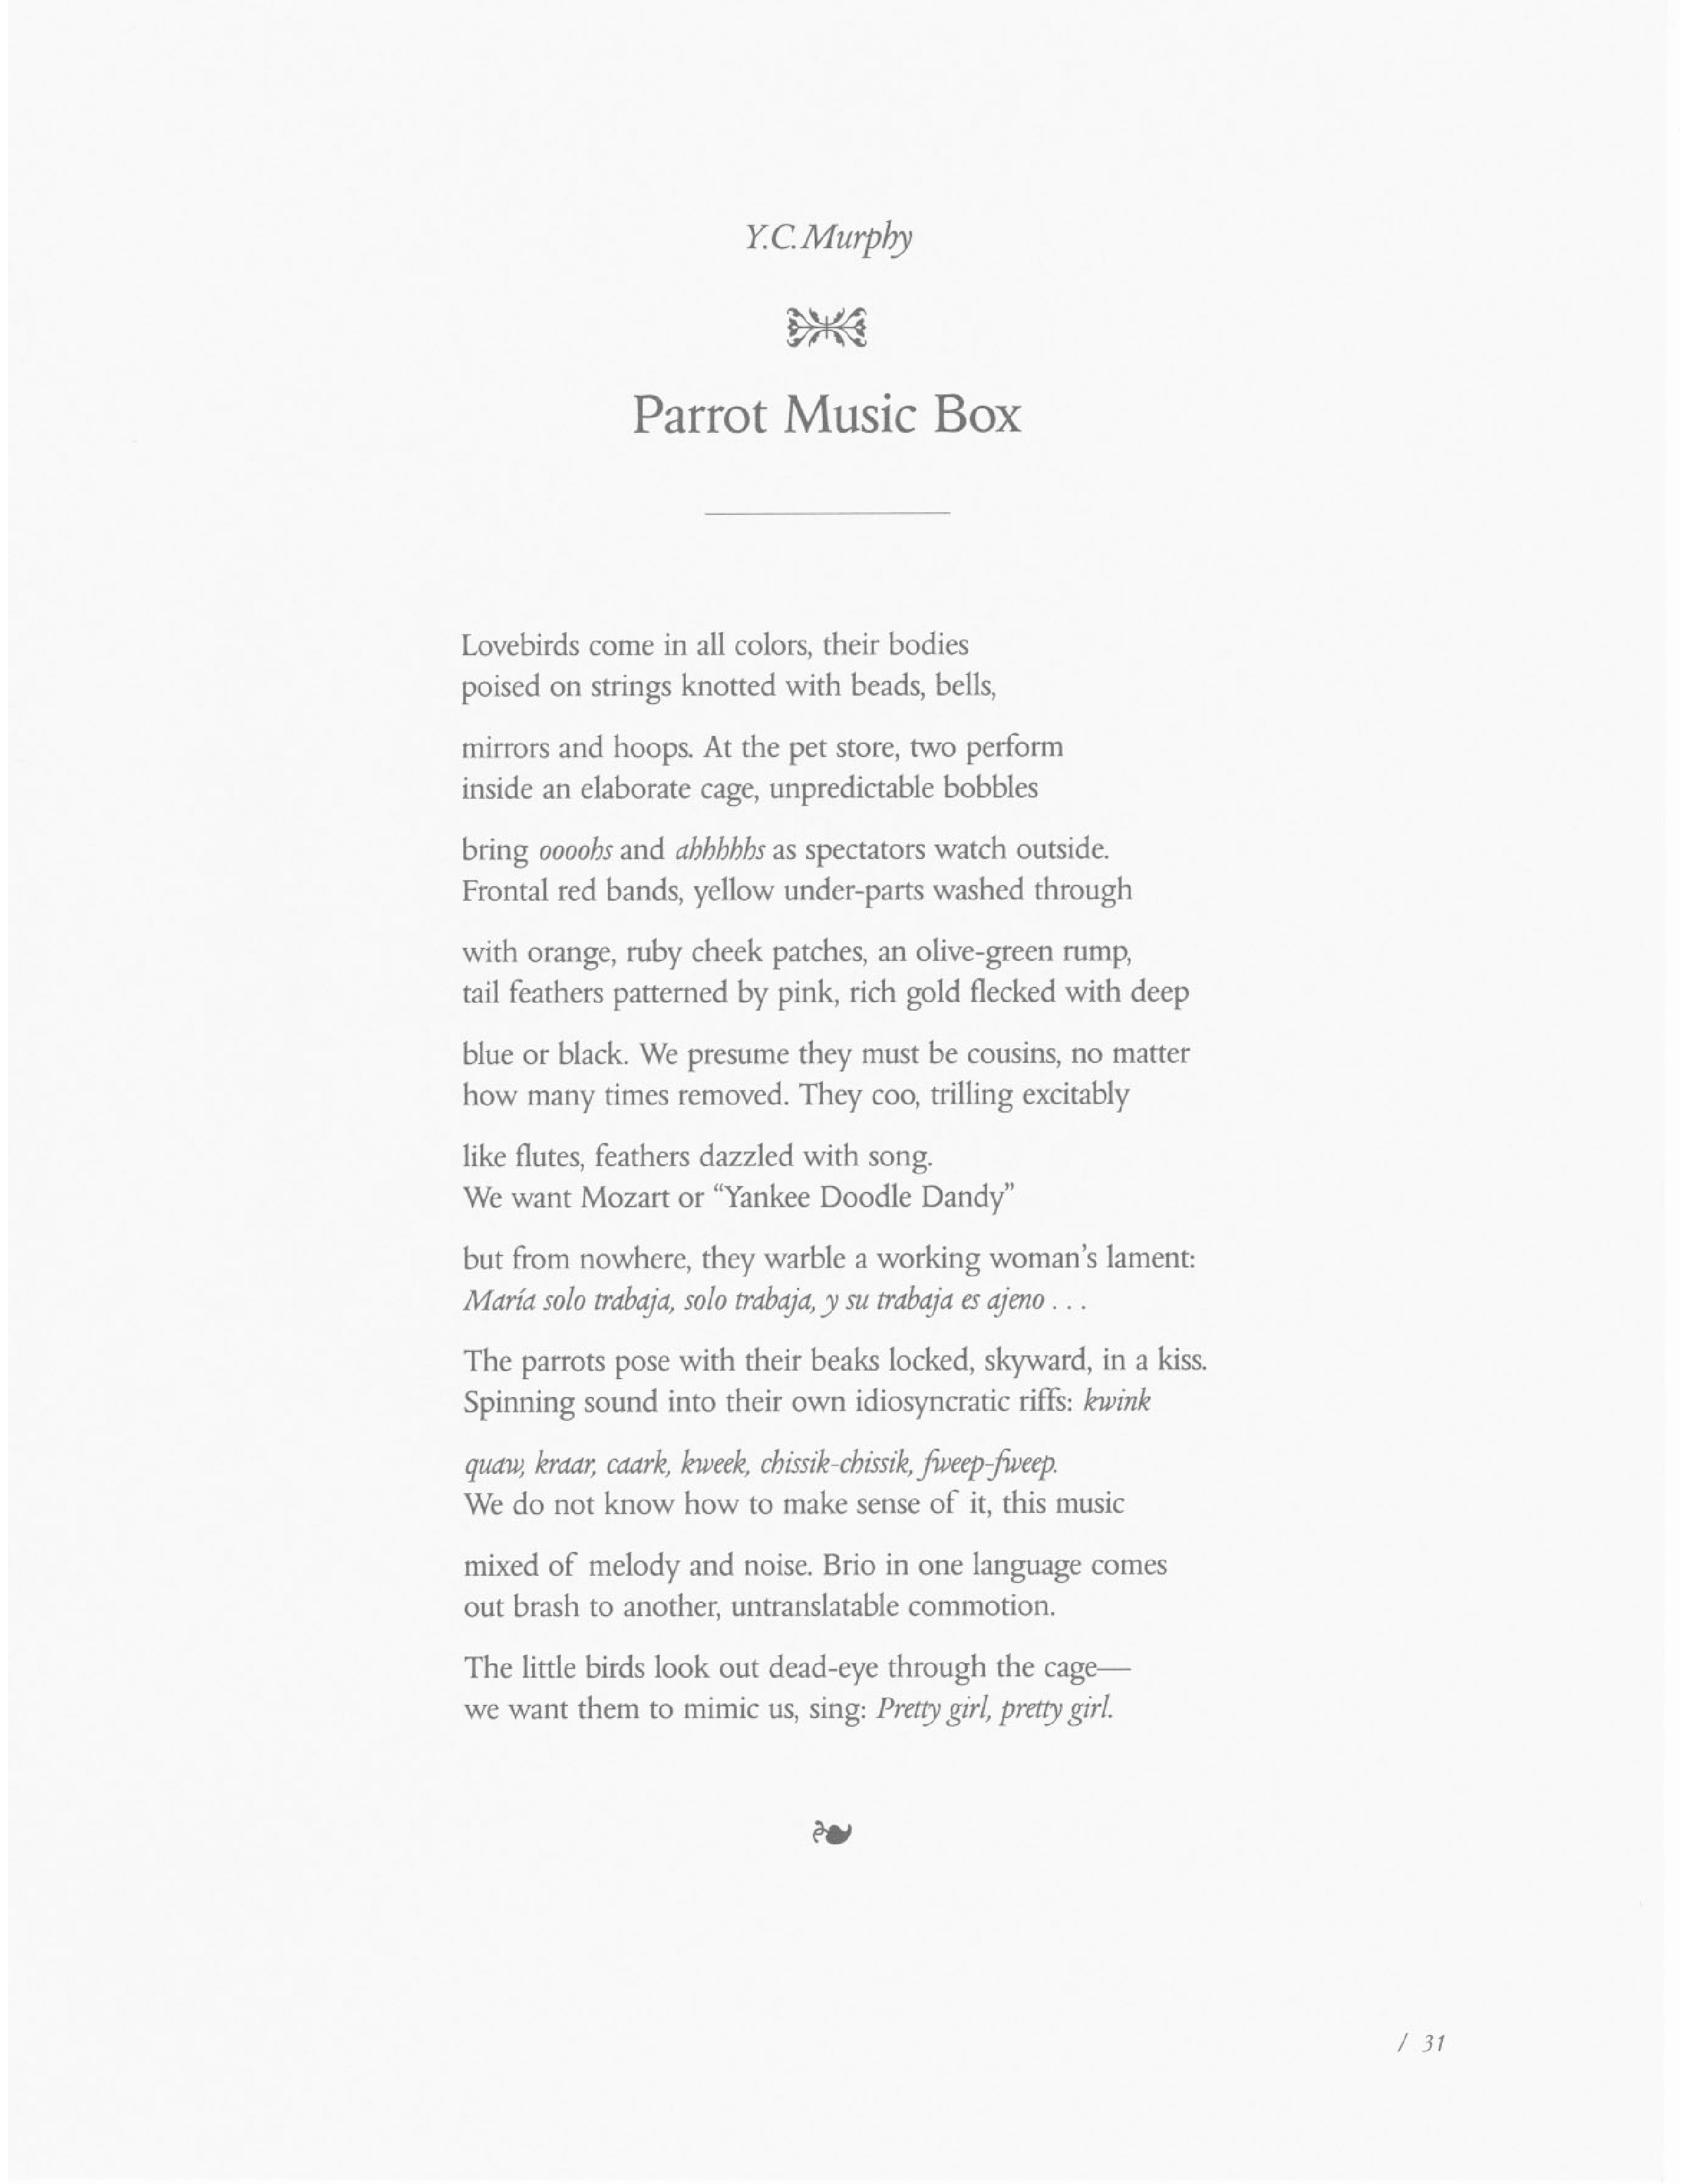 Y.C. Murphy
Parrot Music Box
Lovebirds come in all colors, their bodies
poised on strings knotted with beads, bells,
mirrors and hoops. At the pet store, two perform
inside an elaborate cage, unpredictable bobbles
bring oooohs and ahhhhhs as spectators watch outside.
Frontal red bands, yellow under-parts washed through
with orange, ruby cheek patches, an olive-green rump,
tail feathers patterned by pink, rich gold flecked with deep
blue or black. We presume they must be cousins, no matter
how many times removed. They coo, trilling excitably
like flutes, feathers dazzled with song.
We want Mozart or “Yankee Doodle Dandy”
but from nowhere, they warble a working woman’s lament:
María solo trabaja, solo trabaja, y su trabaja es ajeno . . .
The parrots pose with their beaks locked, skyward, in a kiss.
Spinning sound into their own idiosyncratic riffs: kwink
quaw, kraar, caark, kweek, chissik-chissik, fweep-fweep.
We do not know how to make sense of it, this music
mixed of melody and noise. Brio in one language comes
out brash to another, untranslatable commotion.
The little birds look out dead-eye through the cage—
we want them to mimic us, sing: Pretty girl, pretty girl.
/ 31